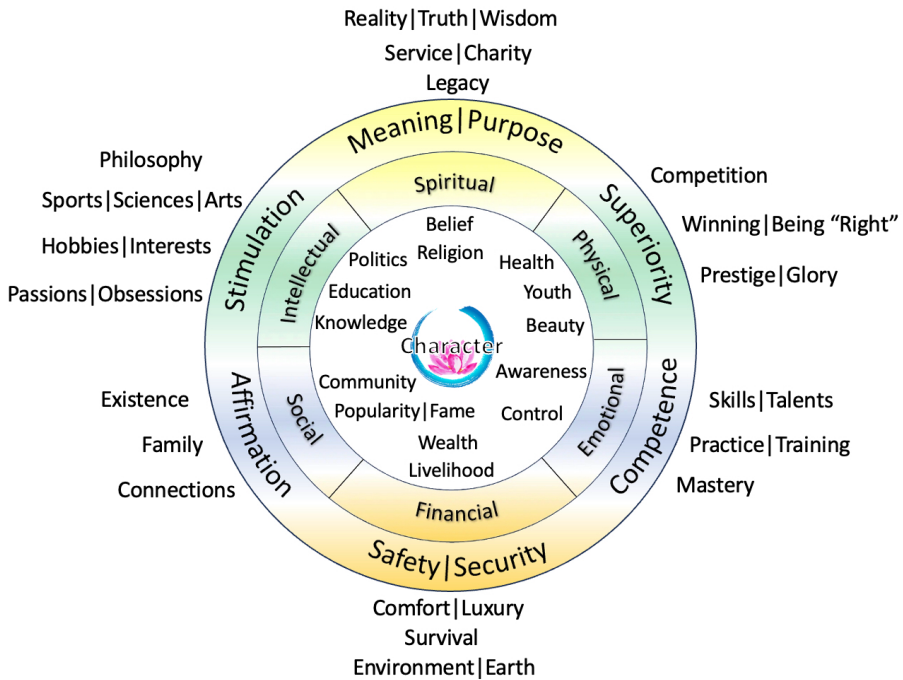 Reality|Truth|Wisdom
Service|Charity
Legacy
Meaning|Purpose
Spiritual
Belief
Religion
Philosophy
Sports|Sciences|Arts
Hobbies|Interests
Passions|Obsessions
Stimulation
Intellectual
Politics
Education
Knowledge
Competition
Winning|Being “Right”
Prestige|Glory
Superiority
Physical
Health
Youth
Beauty
Character
Existence
Family
Connections
Affirmation
Social
Community
Popularity|Fame
Awareness
Control
Emotional
Competence
Skills|Talents
Practice|Training
Mastery
Wealth
Livelihood
Financial
Safety|Security
Comfort|Luxury
Survival
Environment|Earth